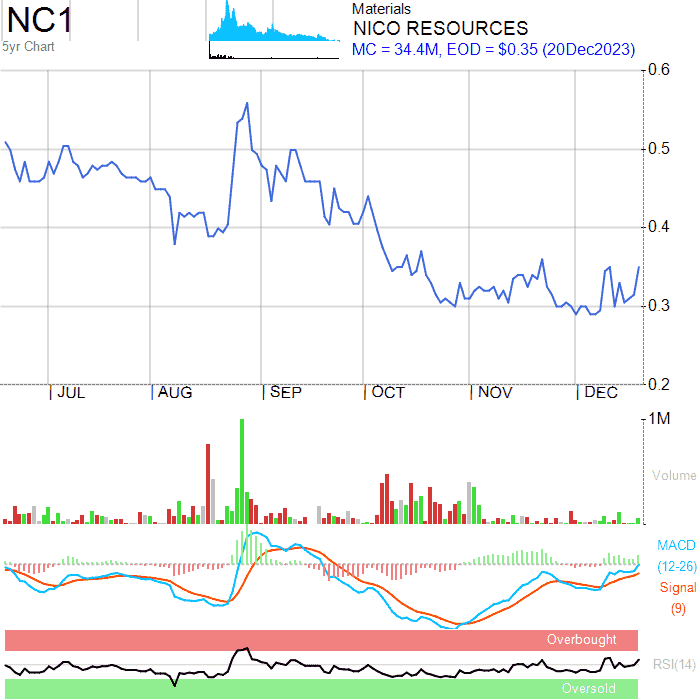 NC1
5yr Chart
Materials
NICO RESOURCES
MC = 34.4M, EOD = $0.35 (20Dec2023)
0.6
0.5
0.4
0.3
0.2
JUL AUG SEP OCT NOV DEC
1M
Volume
MACD
(12-26)
Signal
(9)
Overbought
RSI(14)
Oversold